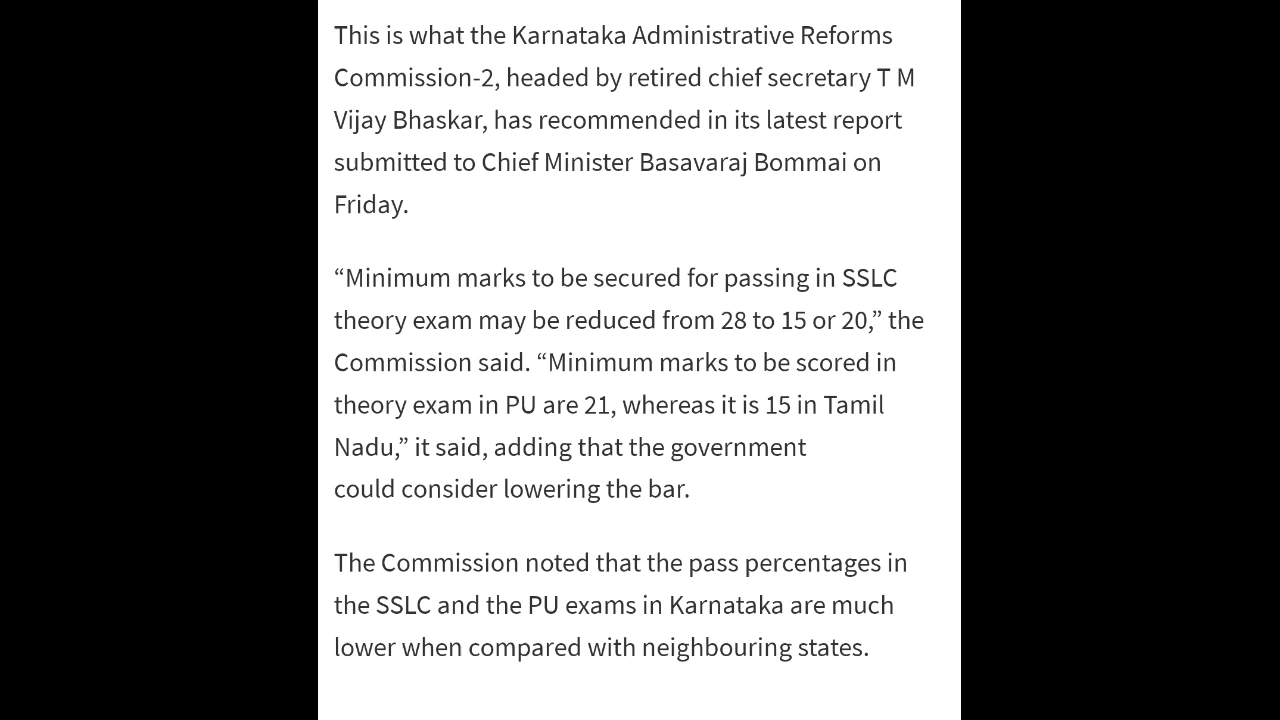 This is what the Karnataka Administrative Reforms
Commission-2, headed by retired chief secretary T M
Vijay Bhaskar, has recommended in its latest report
submitted to Chief Minister Basavaraj Bommai on
Friday.
“Minimum marks to be secured for passing in SSLC
theory exam may be reduced from 28 to 15 or 20,” the
Commission said. “Minimum marks to be scored in
theory exam in PU are 21, whereas it is 15 in Tamil
Nadu,” it said, adding that the government
could consider lowering the bar.
The Commission noted that the pass percentages in
the SSLC and the PU exams in Karnataka are much
lower when compared with neighbouring states.